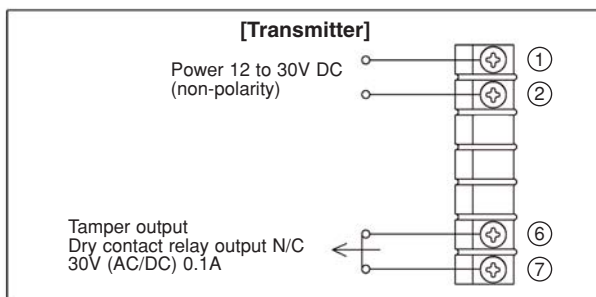 [Transmitter]
Power 12 to 30V DC
(non-polarity)
①
②
Tamper output
Dry contact relay output N/C
30V (AC/DC) 0.1A
⑥
⑦